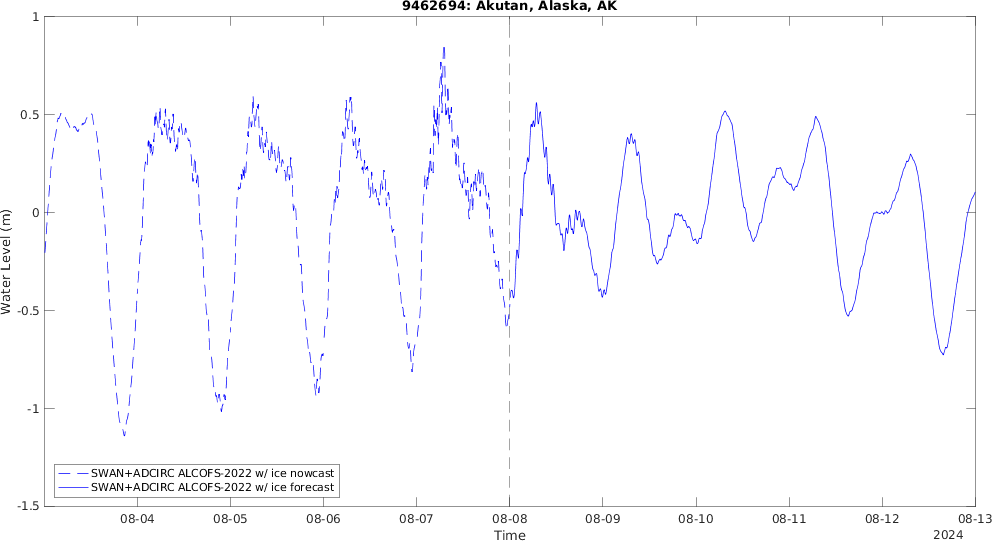 9462694: Akutan, Alaska, AK
Water Level (m)
1
0.5
0
-0.5
-1
-1.5
SWAN+ADCIRC ALCOFS-2022 w/ ice nowcast
SWAN+ADCIRC ALCOFS-2022 w/ ice forecast
08-04 08-05 08-06 08-07 08-08 08-09 08-10 08-11 08-12 08-13
Time
2024